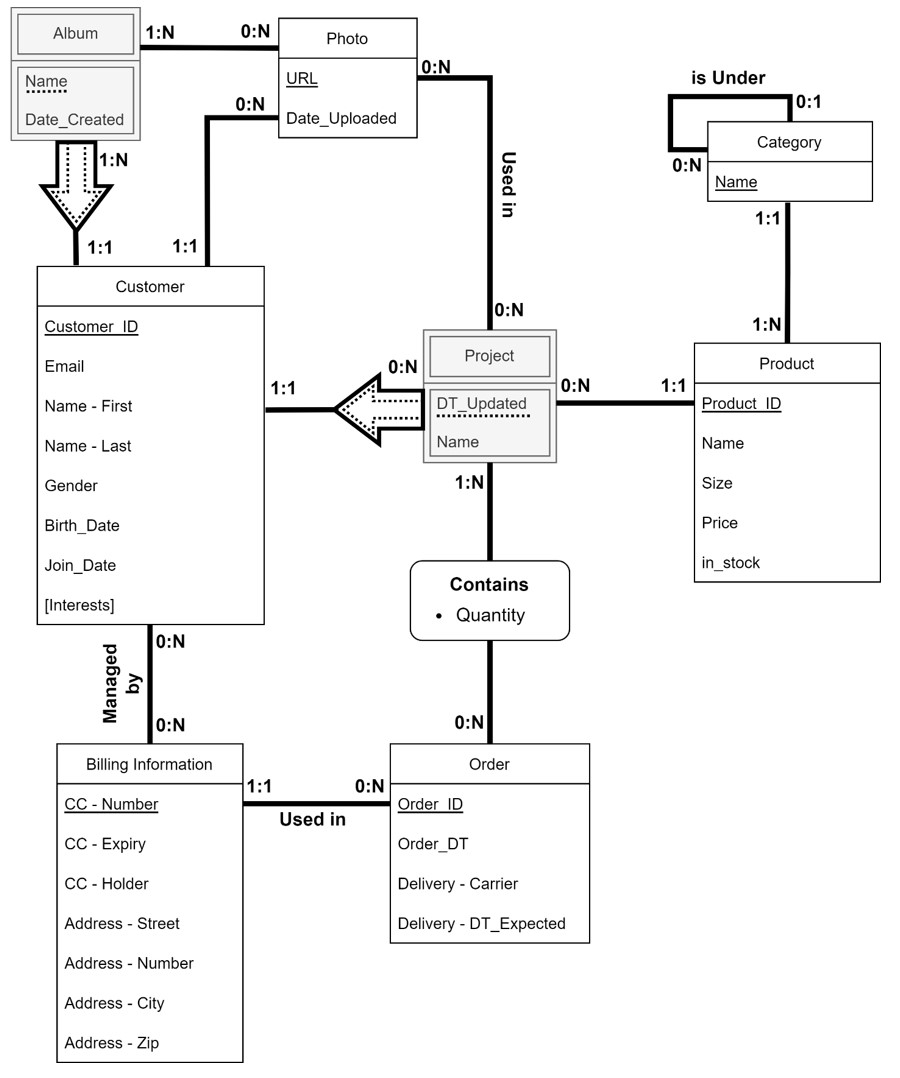 Album
1:N
0:N
Photo
Name
Date_Created
URL
Date_Uploaded
0:N
0:N
is Under
0:1
Category
0:N
Name
1:N
1:1
1:1
Used in
1:1
1:N
Customer
Customer_ID
Email
Name - First
Name - Last
Gender
Birth_Date
Join_Date
[Interests]
0:N
Project
DT_Updated
Name
0:N
1:1
0:N
1:1
Product
Product_ID
Name
Size
Price
in_stock
1:N
Contains
• Quantity
0:N
0:N
Managed
by
0:N
Billing Information
CC - Number
CC - Expiry
CC - Holder
Address - Street
Address - Number
Address - City
Address - Zip
1:1
0:N
Used in
Order
Order_ID
Order_DT
Delivery - Carrier
Delivery - DT_Expected